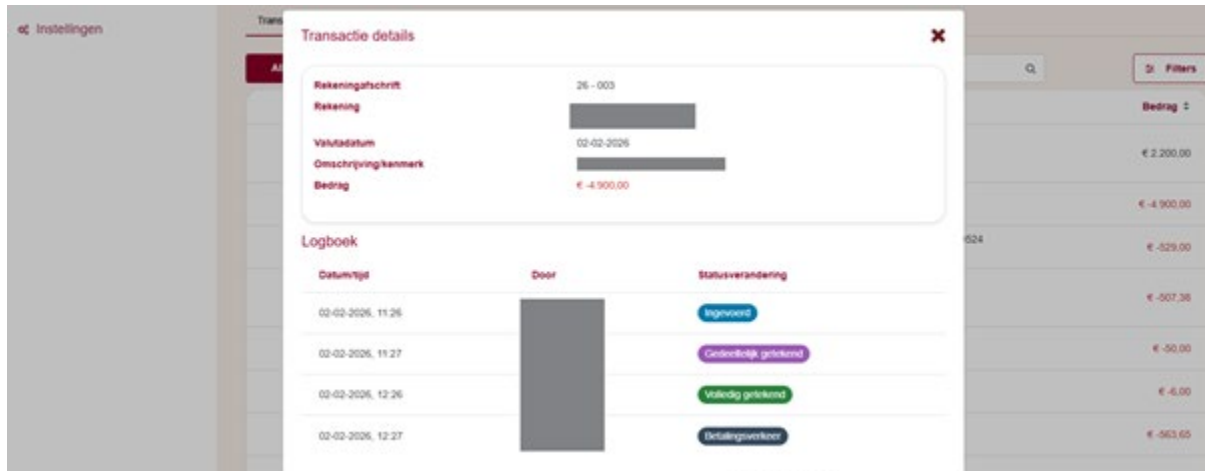 Instellingen
Trans
Transactie details
Al
Filters
Rekeningafschrift 26 - 003
Rekening
Bedrag
Valutadatum 02-02-2026
€ 2.200,00
Omschrijving/kenmerk
Bedrag € -4.900,00
€ -4.900,00
Logboek
0524
€ -529,00
Datum/tijd Door Statusverandering
€ -507,36
02-02-2026, 11:26 Ingevoerd
02-02-2026, 11:27 Gedeeltelijk getekend
€ -50,00
02-02-2026, 12:26 Volledig getekend
€ -6,00
02-02-2026, 12:27 Betalingsverkeer
€ -563,65